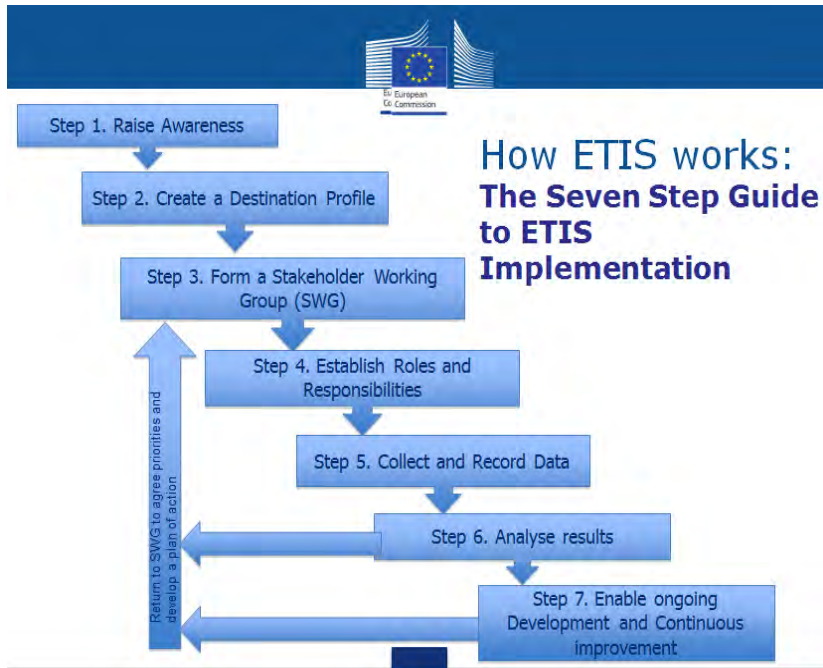 Eu European
Co Commission
Step 1. Raise Awareness
How ETIS works:
The Seven Step Guide
to ETIS
Implementation
Step 2. Create a Destination Profile
Step 3. Form a Stakeholder Working
Group (SWG)
Step 4. Establish Roles and
Responsibilities
Step 5. Collect and Record Data
Step 6. Analyse results
Step 7. Enable ongoing
Development and Continuous
improvement
Return to SWG to agree priorities and
develop a plan of action